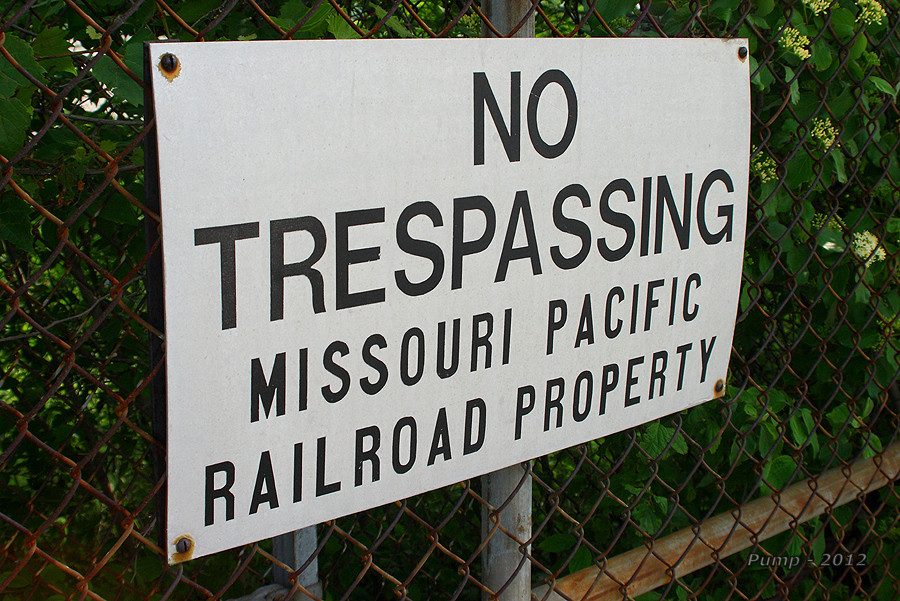 NO
TRESPASSING
MISSOURI PACIFIC
RAILROAD PROPERTY
Pump - 2012